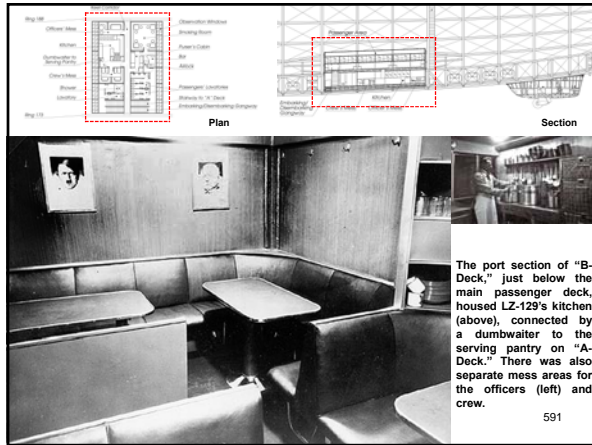 Ring 188
Officers' Mess
Kitchen
Dumbwaiter to
Serving Pantry
Crew's Mess
Shower
Lavatory
Ring 173
Observation Windows
Smoking Room
Purser's Cabin
Bar
Airlock
Passengers' Lavatories
Stairway to "A" Deck
Embarking/Disembarking Gangway
Plan
Passenger Area
Embarking/
Disembarking
Gangway
Kitchen
Section
The port section of “B-
Deck,” just below the
main passenger deck,
housed LZ-129’s kitchen
(above), connected by
a dumbwaiter to the
serving pantry on “A-
Deck.” There was also
separate mess areas for
the officers (left) and
crew.
591